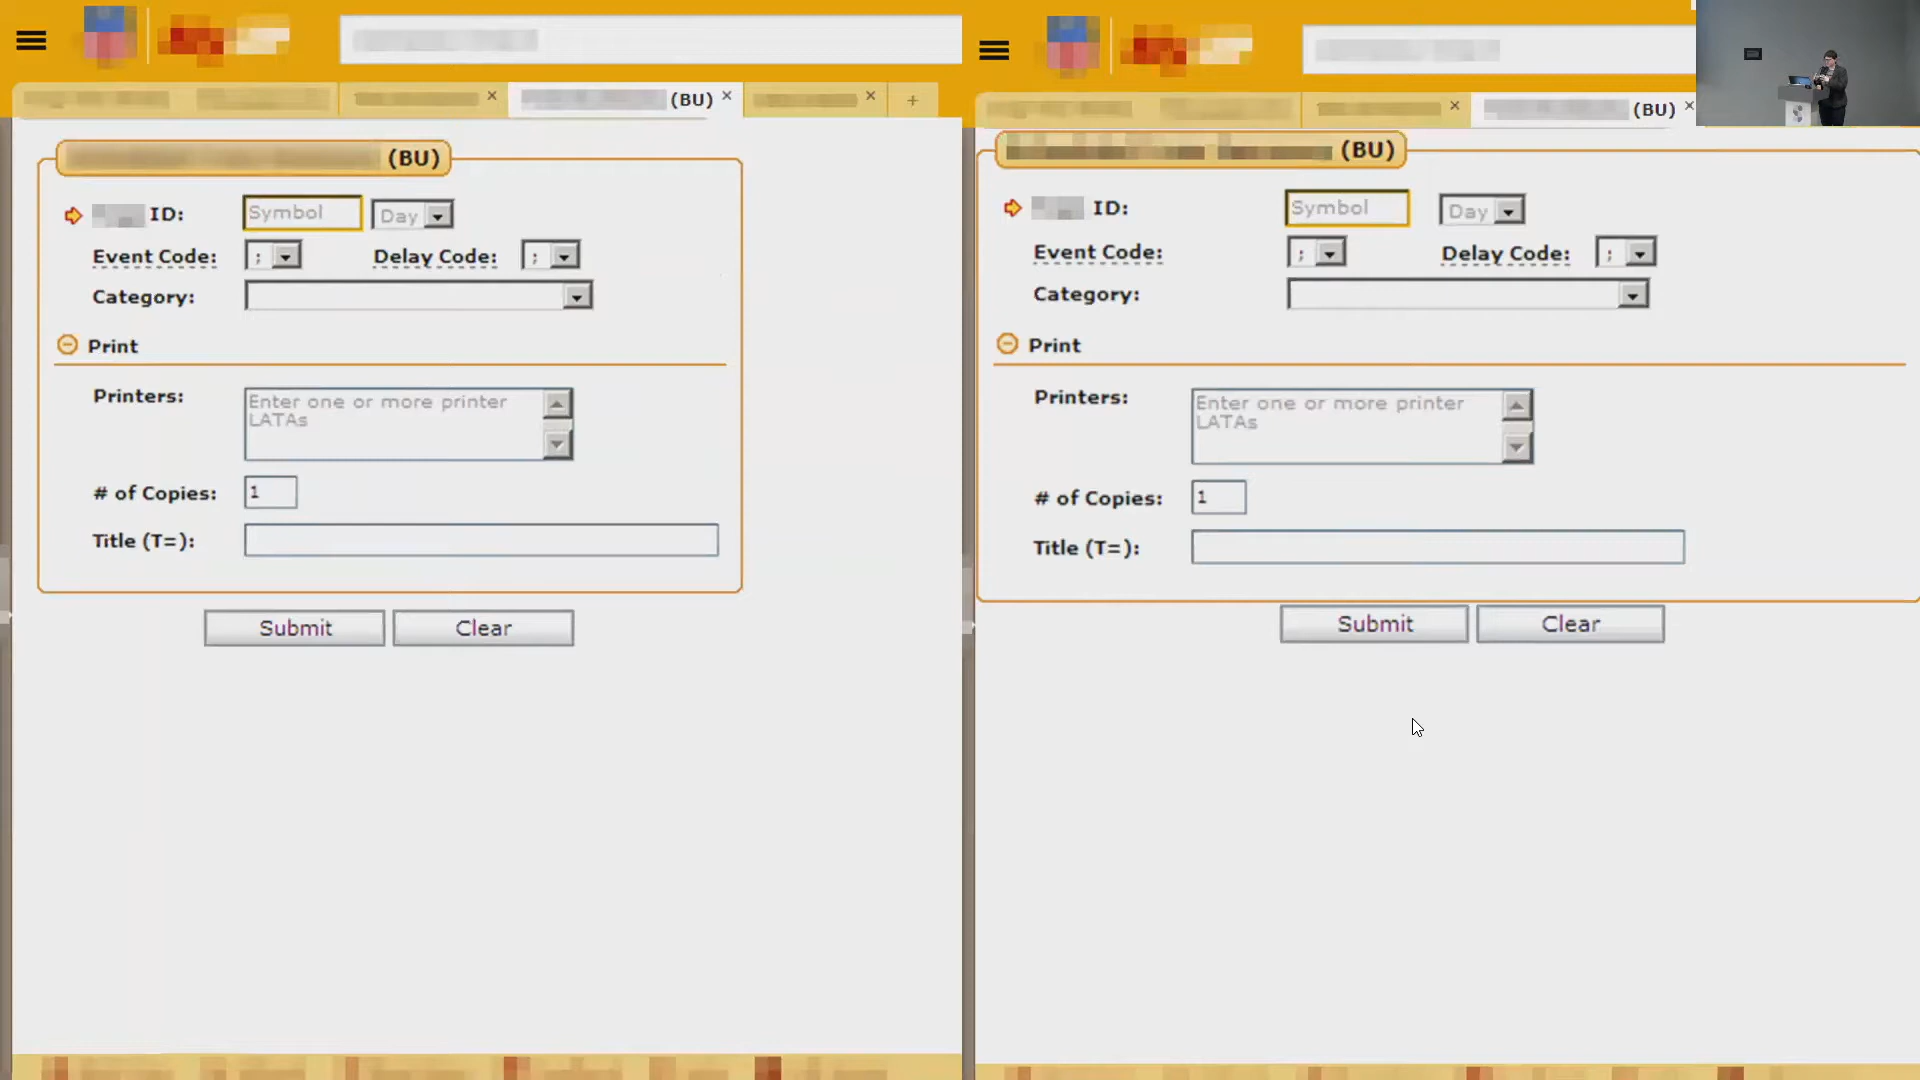 (BU)
(BU)
ID: Symbol Day
Event Code: ; Delay Code: ;
Category:
Print
Printers: Enter one or more printer
LATAs
# of Copies: 1
Title (T=):
Submit Clear
(BU)
(BU)
ID: Symbol Day
Event Code: ; Delay Code: ;
Category:
Print
Printers: Enter one or more printer
LATAs
# of Copies: 1
Title (T=):
Submit Clear